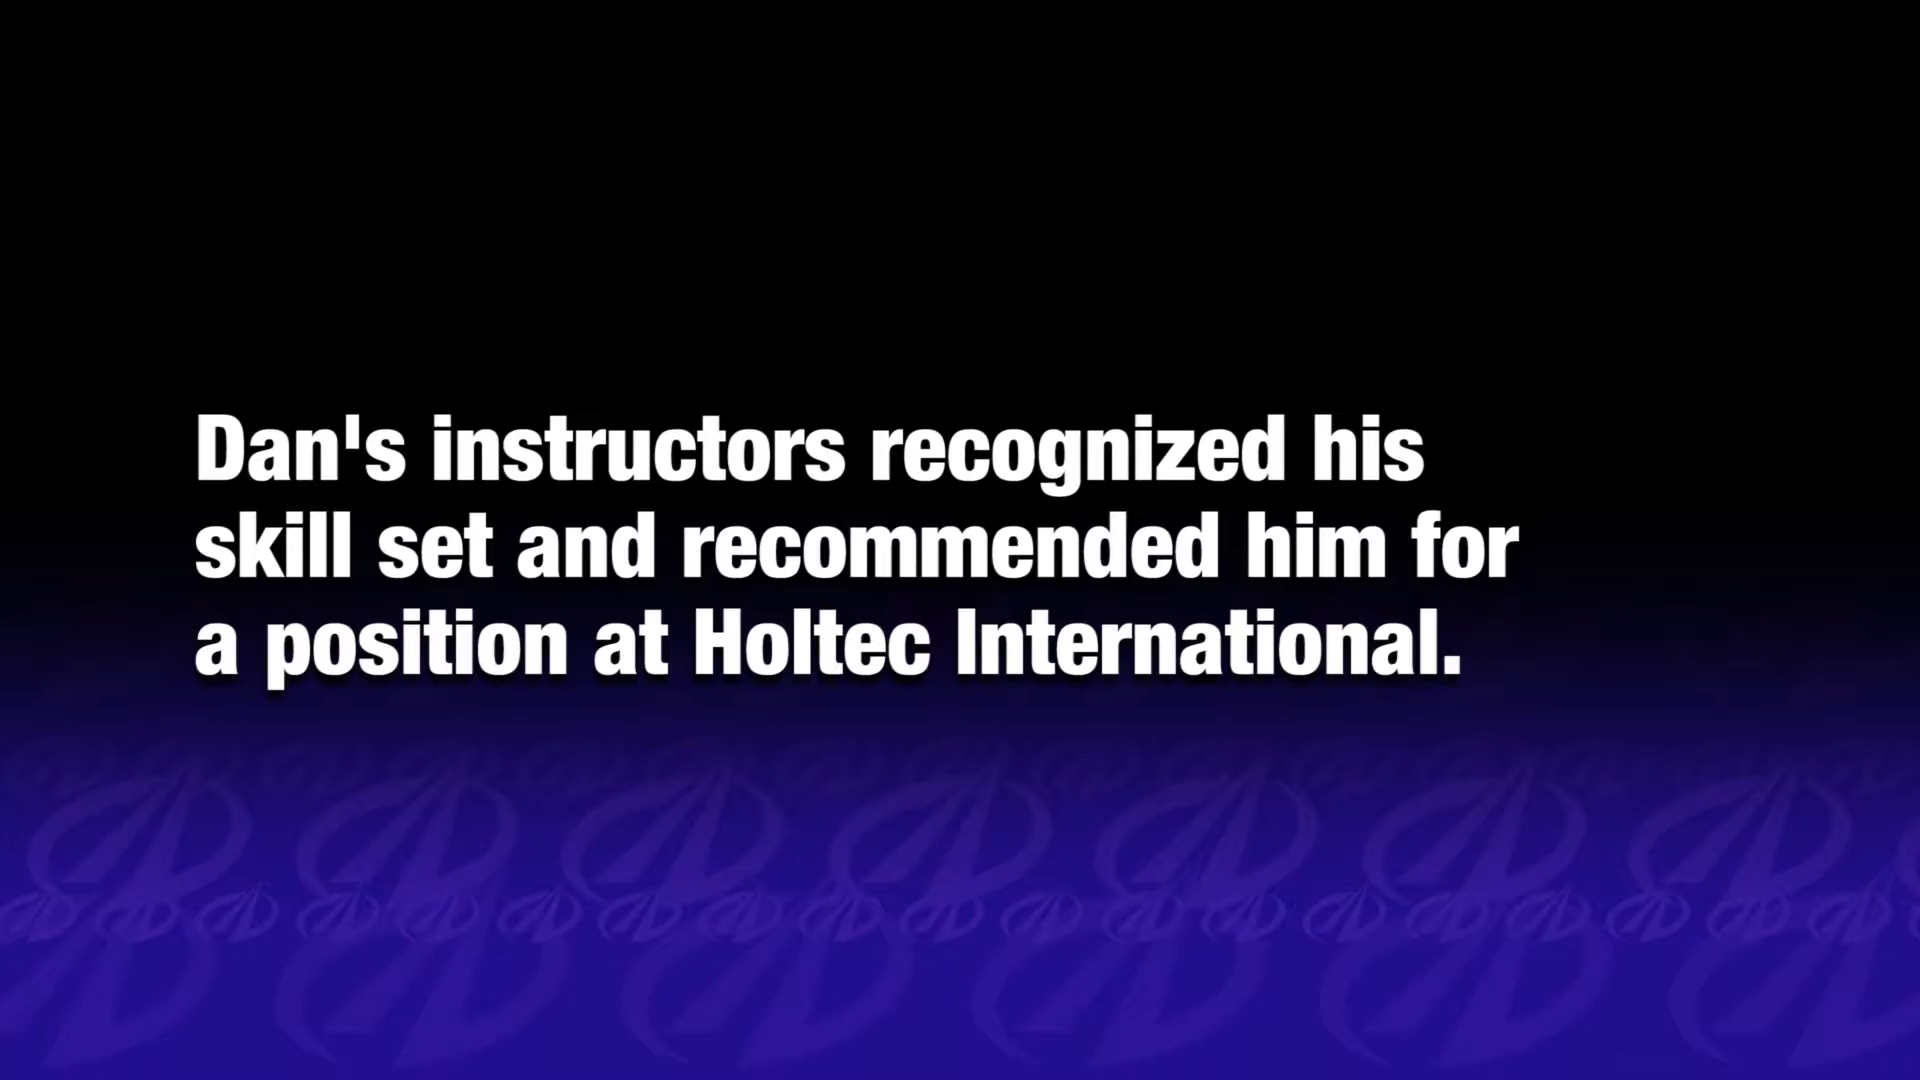 Dan's instructors recognized his
skill set and recommended him for
a position at Holtec International.